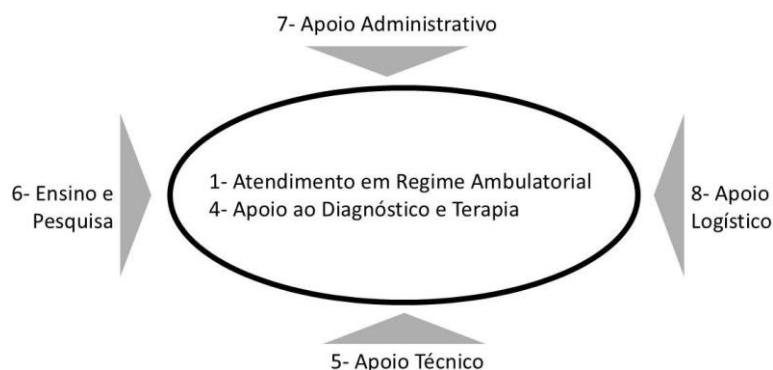 7- Apoio Administrativo
1- Atendimento em Regime Ambulatorial
4- Apoio ao Diagnóstico e Terapia
6- Ensino e
Pesquisa
8- Apoio
Logístico
5- Apoio Técnico